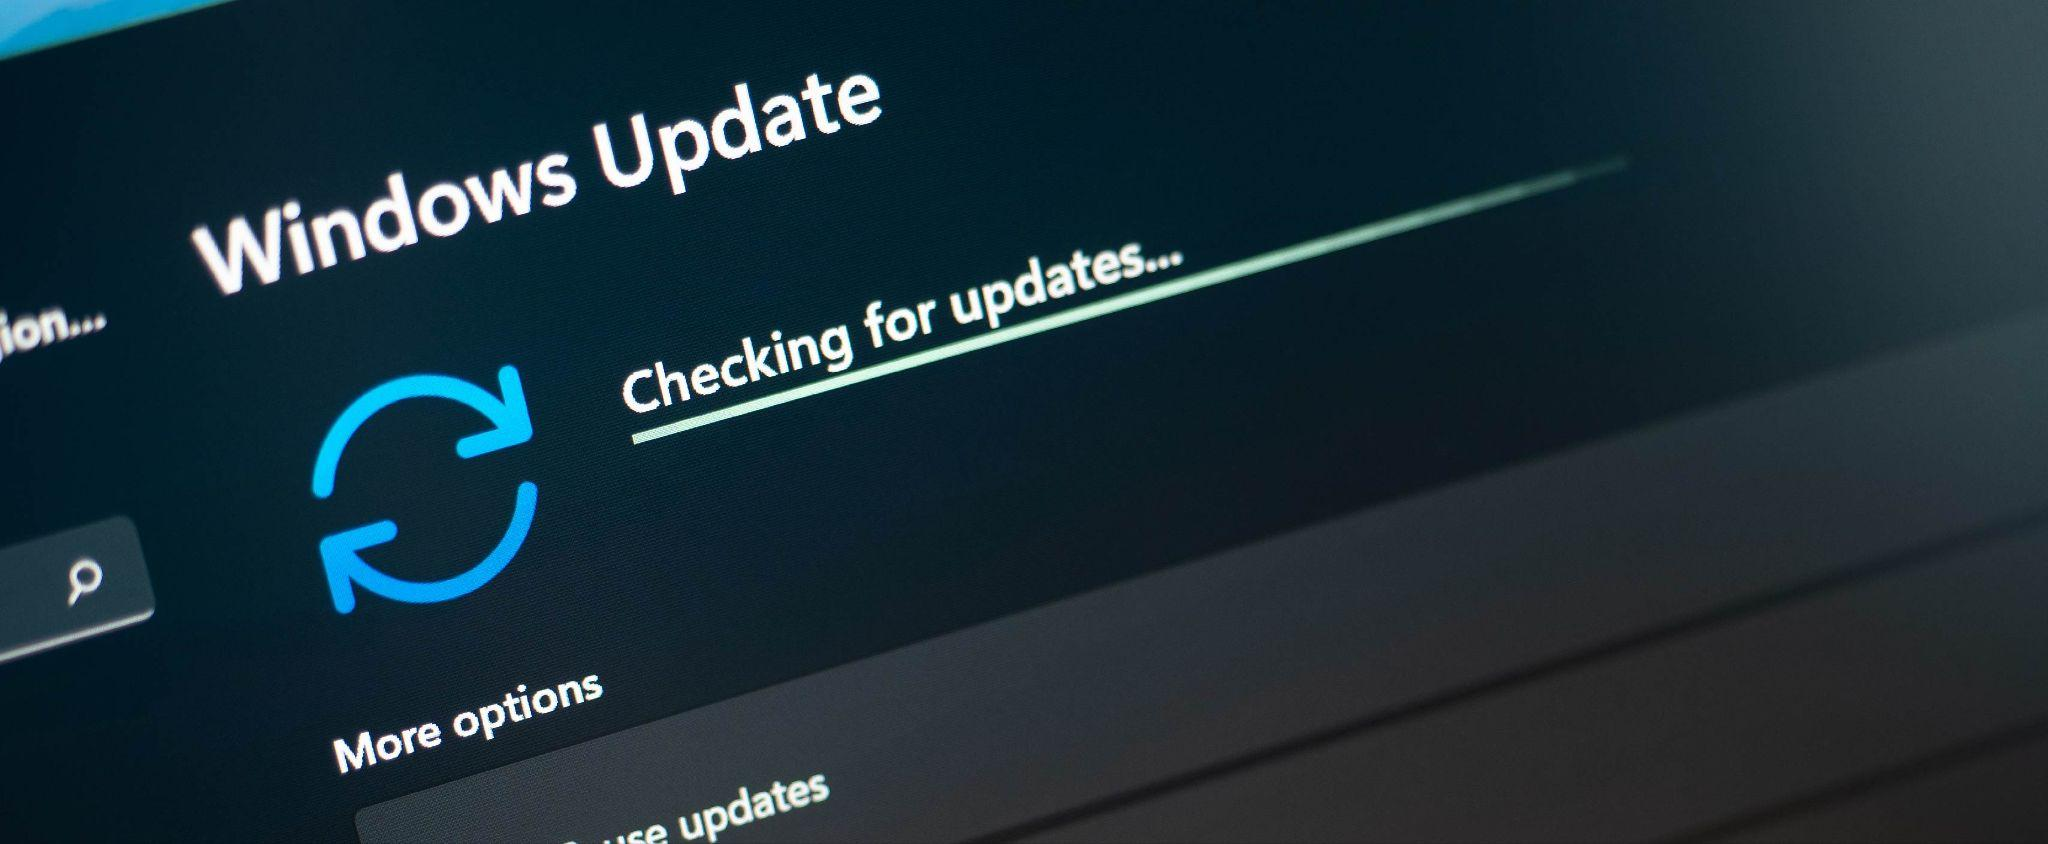 Windows Update
Checking for updates...
More options
updates